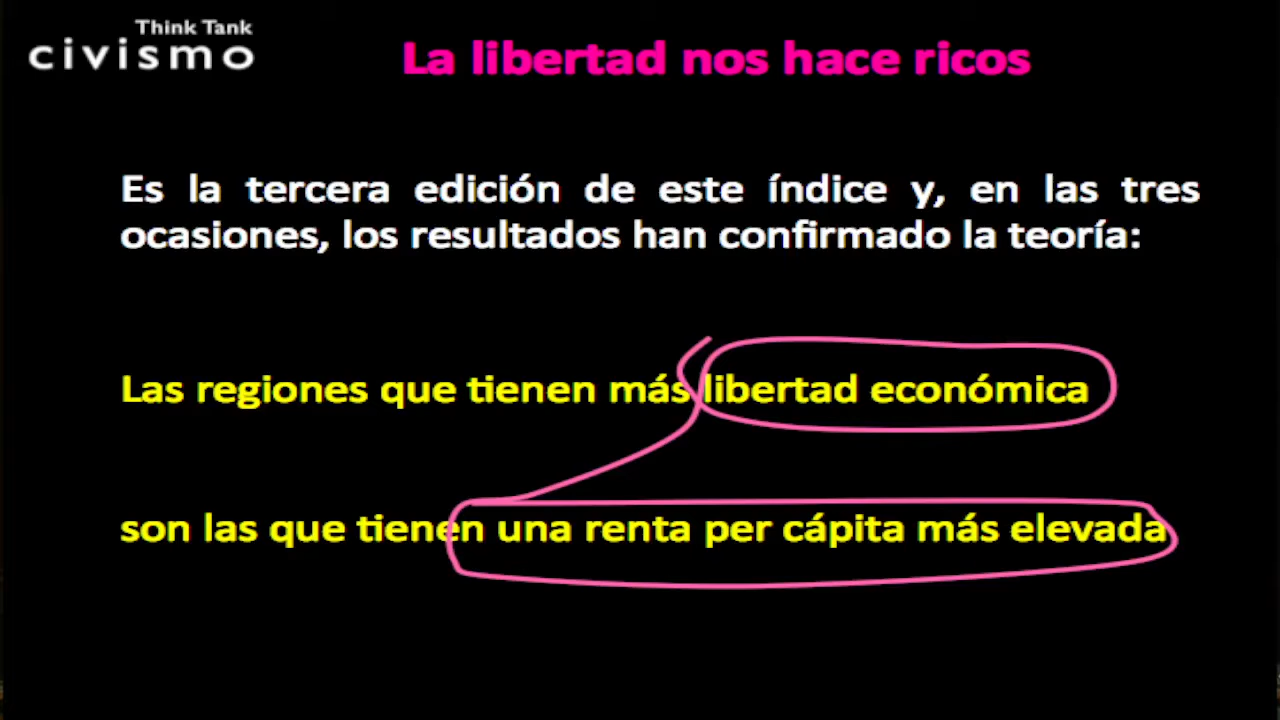 Think Tank
civismo
La libertad nos hace ricos
Es la tercera edición de este índice y, en las tres
ocasiones, los resultados han confirmado la teoría:
Las regiones que tienen más libertad económica
son las que tienen una renta per cápita más elevada